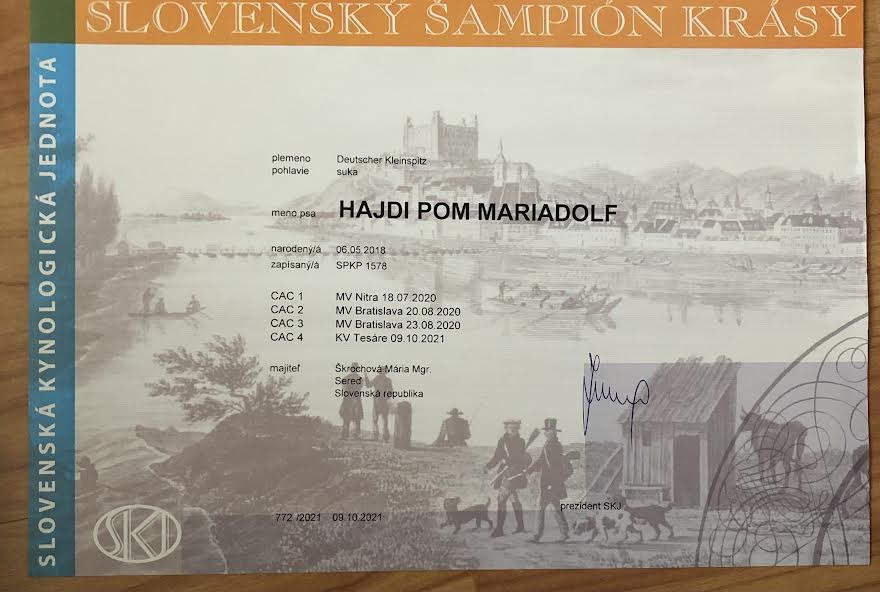 SLOVENSKÝ ŠAMPIÓN KRÁSY
SLOVENSKÁ KYNOLOGICKÁ JEDNOTA
plemeno Deutscher Kleinspitz
pohlavie suka
meno psa HAJDI POM MARIADOLF
narodený/á 06.05.2018
zapísaný/á SPKP 1578
CAC 1 MV Nitra 18.07.2020
CAC 2 MV Bratislava 20.08.2020
CAC 3 MV Bratislava 23.08.2020
CAC 4 KV Tesáre 09.10.2021
majiteľ Škrochová Mária Mgr.
Sereď
Slovenská republika
prezident SKJ
772 /2021 09.10.2021
SKJ